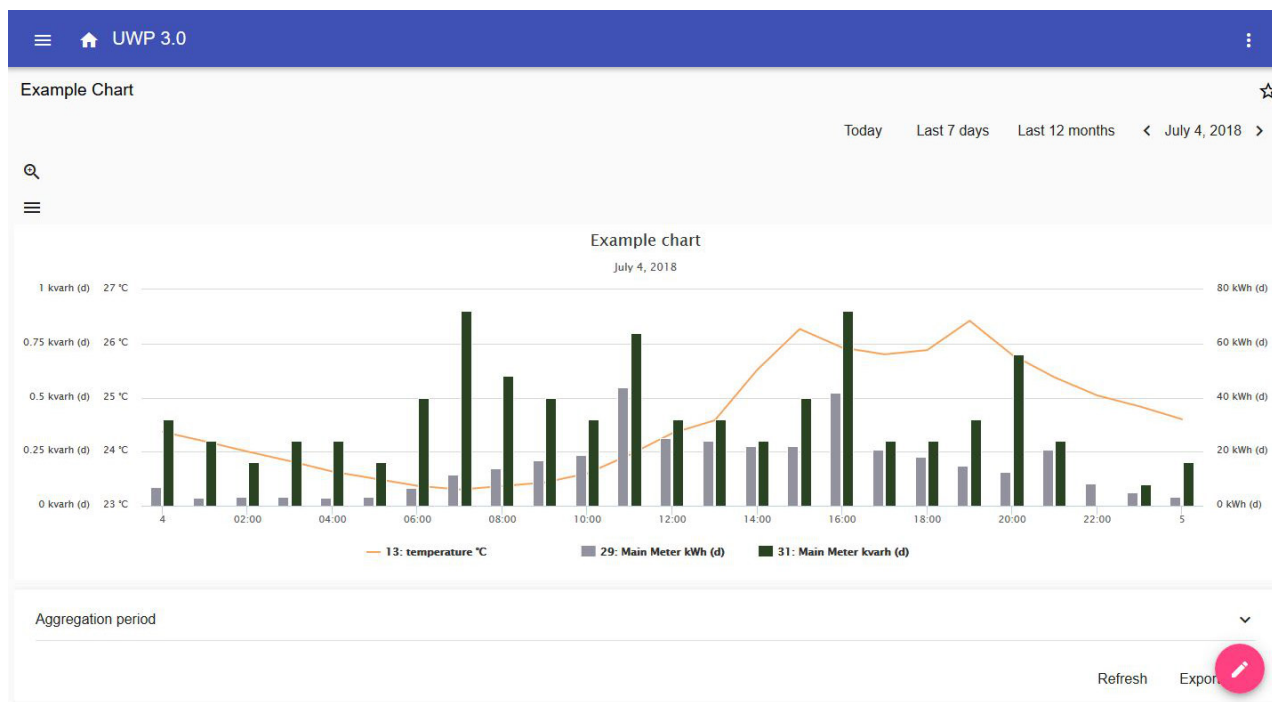 UWP 3.0
Example Chart
Today Last 7 days Last 12 months July 4, 2018
Example chart
July 4, 2018
1 kvarh (d) 27 °C 80 kWh (d)
0.75 kvarh (d) 26 °C 60 kWh (d)
0.5 kvarh (d) 25 °C 40 kWh (d)
0.25 kvarh (d) 24 °C 20 kWh (d)
0 kvarh (d) 23 °C 0 kWh (d)
4 02:00 04:00 06:00 08:00 10:00 12:00 14:00 16:00 18:00 20:00 22:00 5
13: temperature °C 29: Main Meter kWh (d) 31: Main Meter kvarh (d)
Aggregation period
Refresh Export